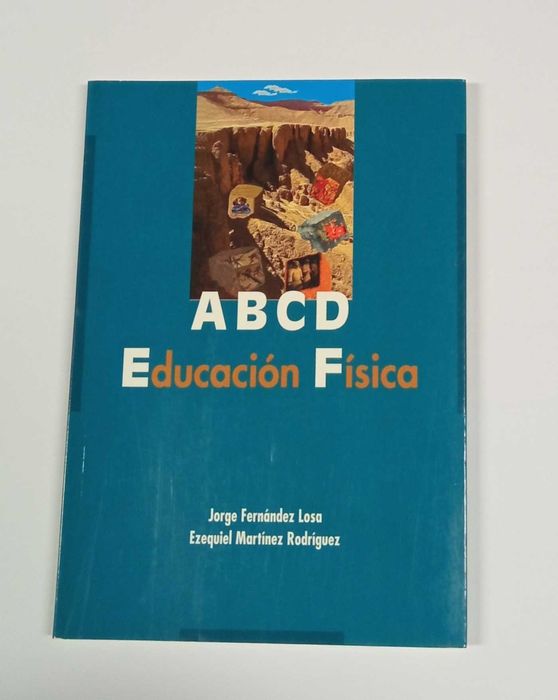 ABCD
Educación Física
Jorge Fernández Losa
Ezequiel Martínez Rodríguez